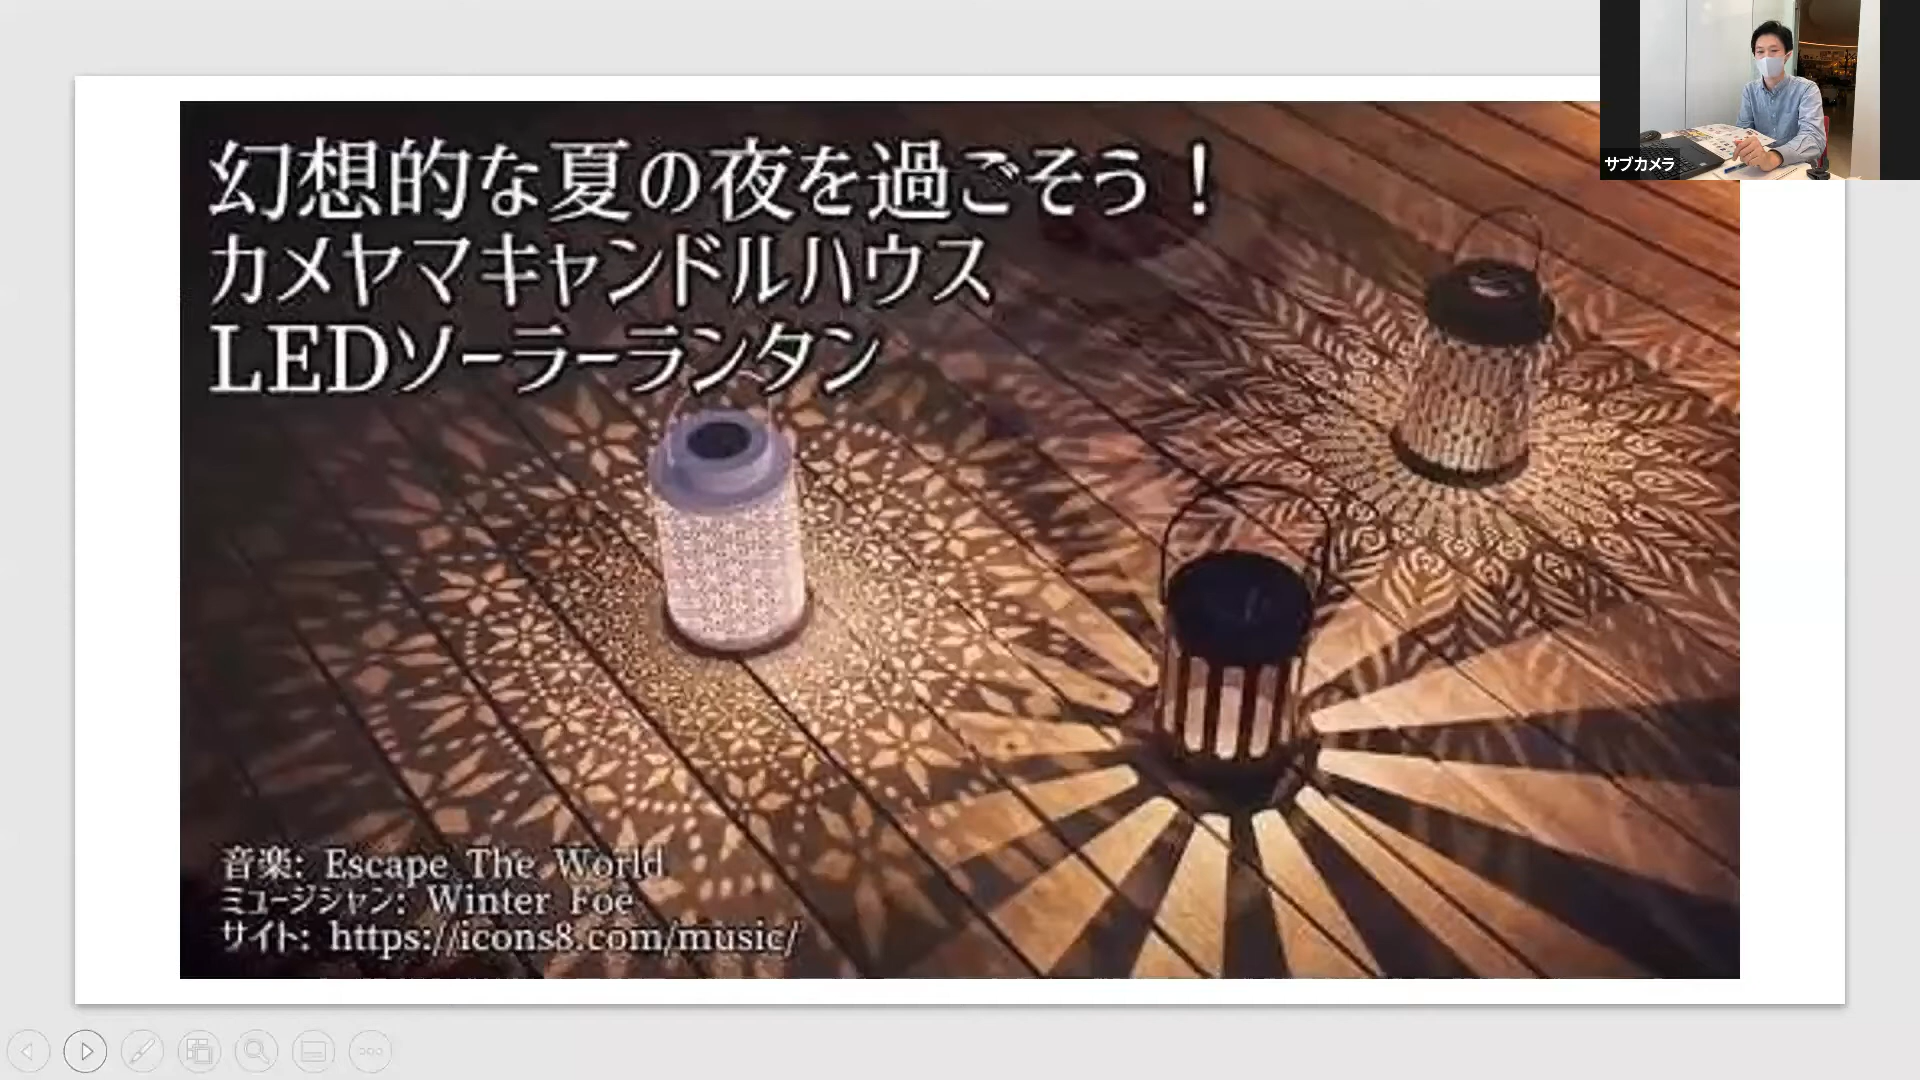 幻想的な夏の夜を過ごそう！
カメヤマキャンドルハウス
LEDソーラーランタン
サブカメラ
音楽: Escape The World
ミュージシャン: Winter Foe
サイト: https://icons8.com/music/